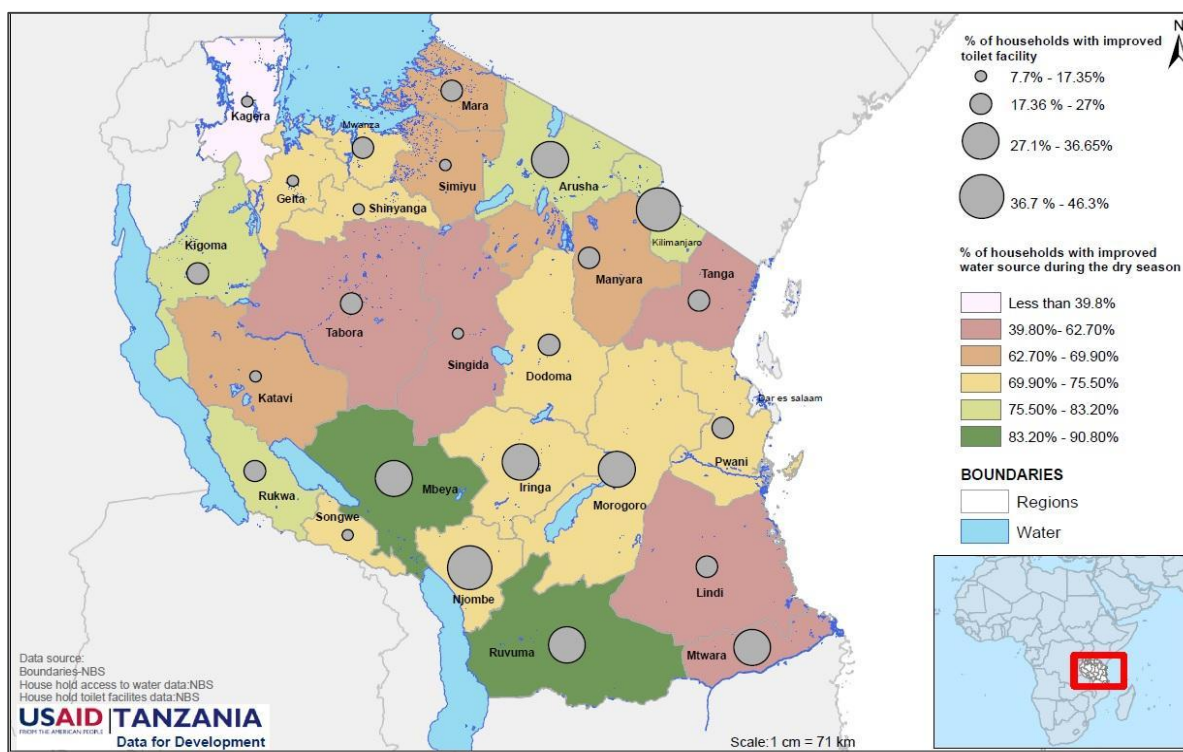 Kagera
Mara
Mwanza
Simiyu
Arusha
Geita
Shinyanga
Kilimanjaro
Kigoma
Manyara
Tanga
Tabora
Singida
Dodoma
Katavi
Dar es salaam
Pwani
Rukwa
Mbeya
Iringa
Morogoro
Songwe
Njombe
Lindi
Ruvuma
Mtwara
N
% of households with improved
toilet facility
7.7% - 17.35%
17.36 % - 27%
27.1% - 36.65%
36.7 % - 46.3%
% of households with improved
water source during the dry season
Less than 39.8%
39.80%- 62.70%
62.70% - 69.90%
69.90% - 75.50%
75.50% - 83.20%
83.20% - 90.80%
BOUNDARIES
Regions
Water
Data source:
Boundaries-NBS
House hold access to water data:NBS
House hold toilet facilites data:NBS
USAID | TANZANIA
FROM THE AMERICAN PEOPLE
Data for Development
Scale:1 cm = 71 km